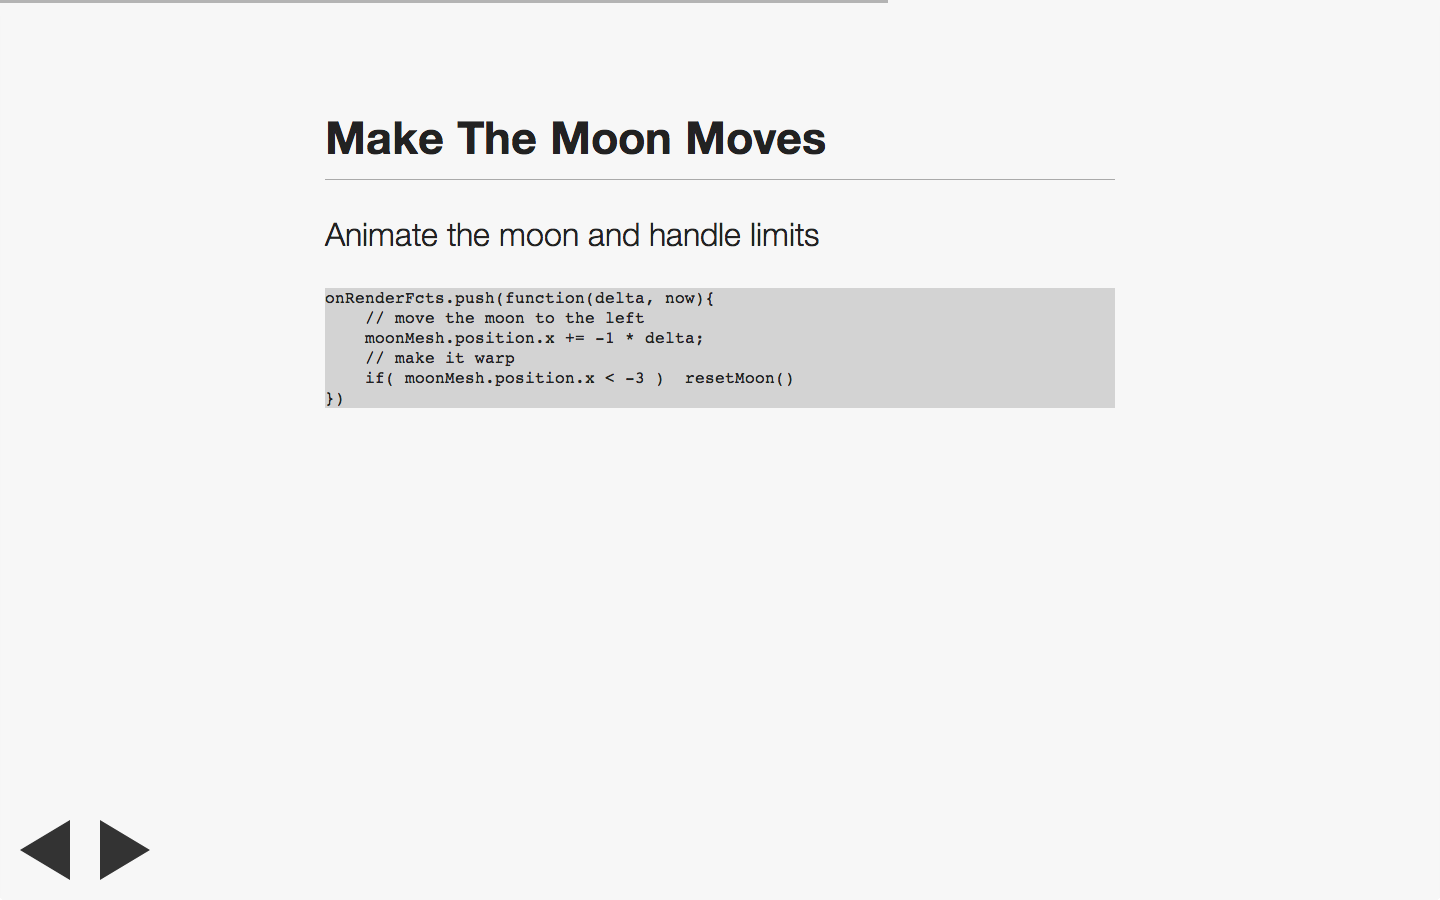 Make The Moon Moves
Animate the moon and handle limits
onRenderFcts.push(function(delta, now){
    // move the moon to the left
    moonMesh.position.x += -1 * delta;
    // make it warp
    if( moonMesh.position.x < -3 )  resetMoon()
})